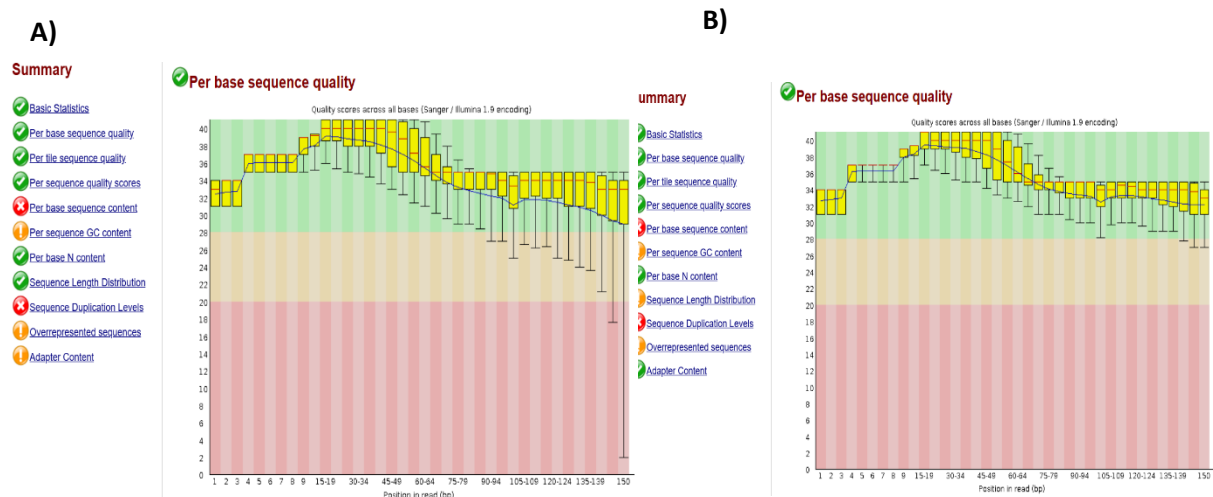 A)
Summary
Basic Statistics
Per base sequence quality
Per tile sequence quality
Per sequence quality scores
Per base sequence content
Per sequence GC content
Per base N content
Sequence Length Distribution
Sequence Duplication Levels
Overrepresented sequences
Adapter Content
Per base sequence quality
Quality scores across all bases (Sanger / Illumina 1.9 encoding)
40
38
36
34
32
30
28
26
24
22
20
18
16
14
12
10
8
6
4
2
0
1 2 3 4 5 6 7 8 9 15-19 30-34 45-49 60-64 75-79 90-94 105-109 120-124 135-139 150
Position in read (bp)
B)
ummary
Basic Statistics
Per base sequence quality
Per tile sequence quality
Per sequence quality scores
Per base sequence content
Per sequence GC content
Per base N content
Sequence Length Distribution
Sequence Duplication Levels
Overrepresented sequences
Adapter Content
Per base sequence quality
Quality scores across all bases (Sanger / Illumina 1.9 encoding)
40
38
36
34
32
30
28
26
24
22
20
18
16
14
12
10
8
6
4
2
0
1 2 3 4 5 6 7 8 9 15-19 30-34 45-49 60-64 75-79 90-94 105-109 120-124 135-139 150
Position in read (bp)